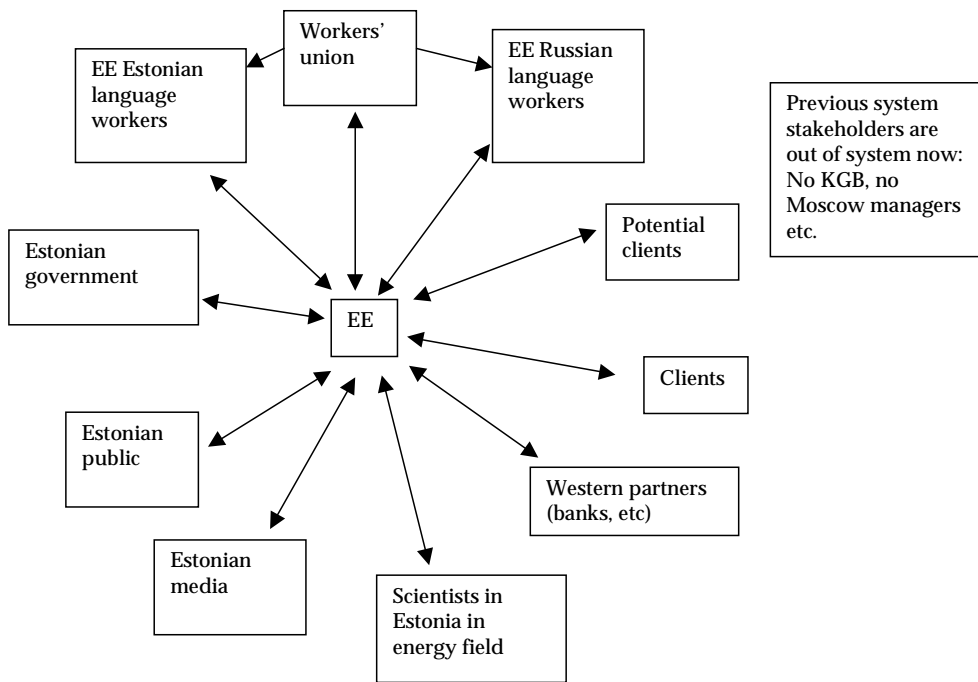 Workers’
union
EE Estonian
language
workers
EE Russian
language
workers
Previous system
stakeholders are
out of system now:
No KGB, no
Moscow managers
etc.
Potential
clients
Estonian
government
EE
Clients
Estonian
public
Western partners
(banks, etc)
Estonian
media
Scientists in
Estonia in
energy field